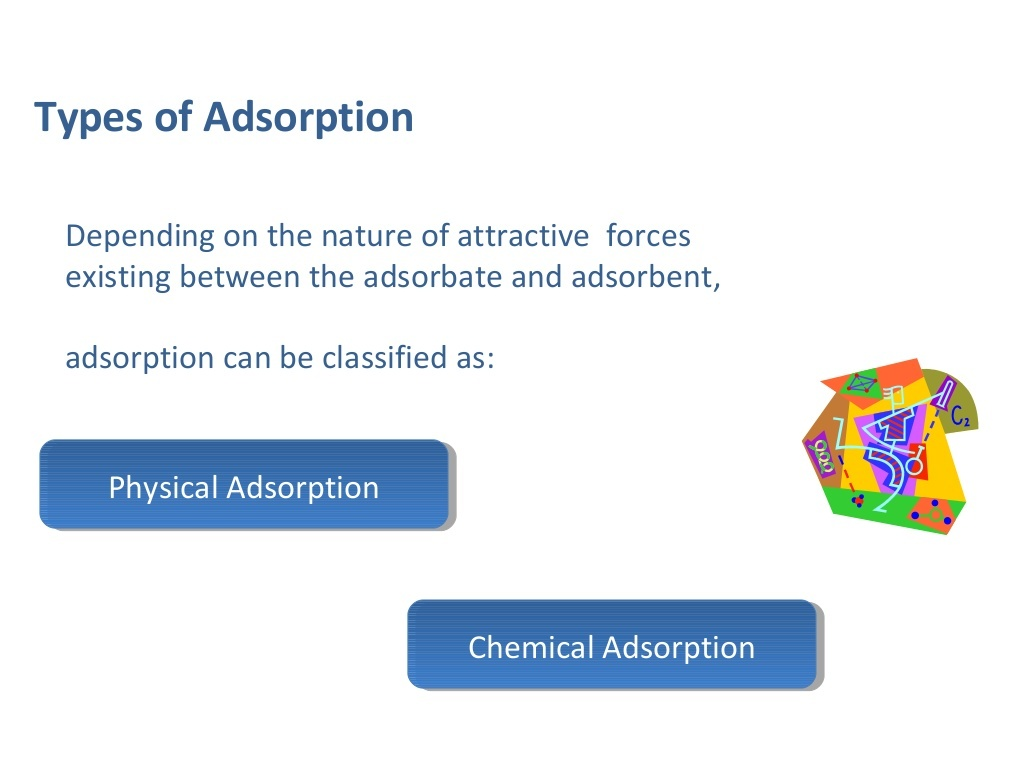 Types of Adsorption
Depending on the nature of attractive  forces
existing between the adsorbate and adsorbent,
adsorption can be classified as:
C₂
Physical Adsorption
Chemical Adsorption